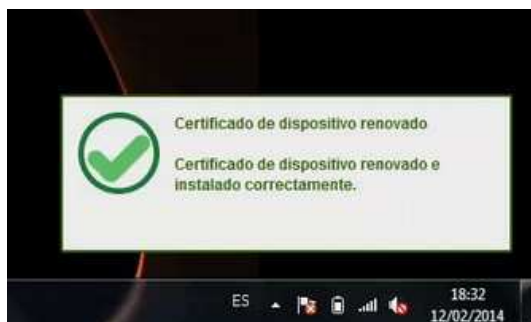 Certificado de dispositivo renovado
Certificado de dispositivo renovado e
instalado correctamente.
ES
18:32
12/02/2014